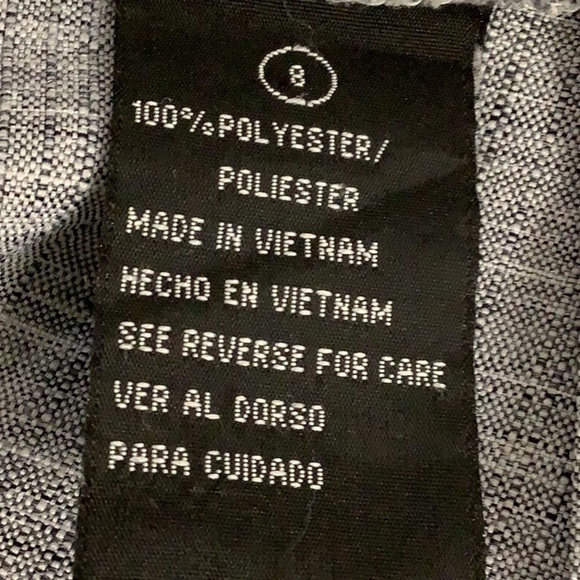 8
100%POLYESTER/
POLIESTER
MADE IN VIETNAM
HECHO EN VIETNAM
SEE REVERSE FOR CARE
VER AL DORSO
PARA CUIDADO